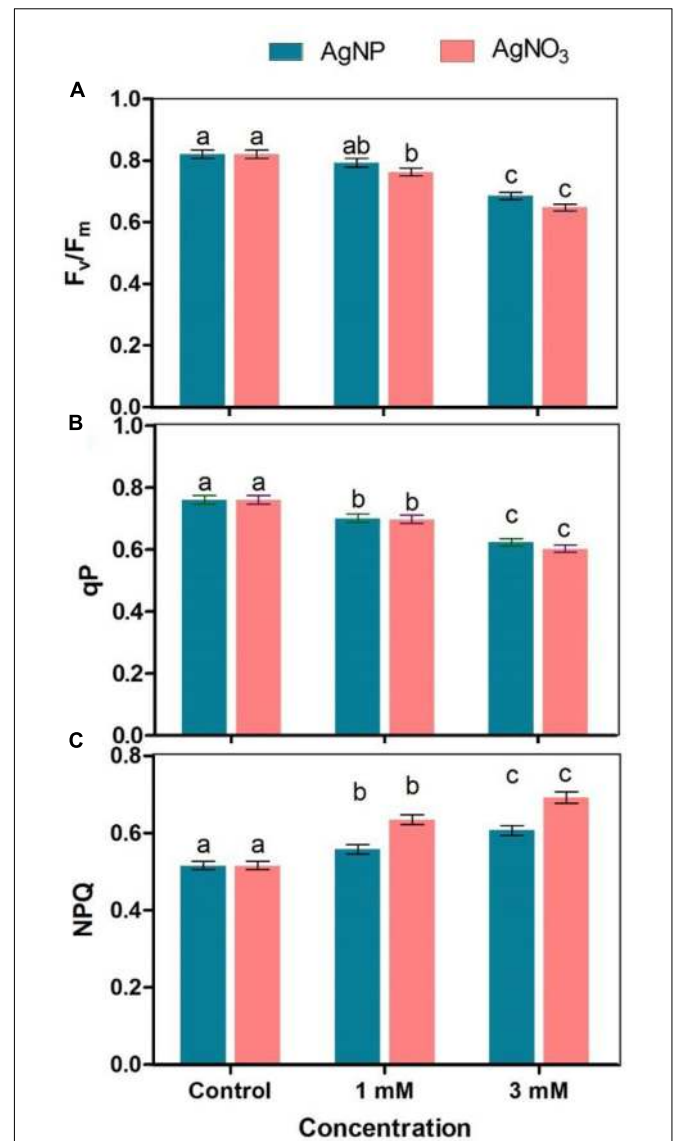 AgNP AgNO₃
A
1.0
0.8
0.6
0.4
0.2
0.0
Fᵥ/Fₘ
a a ab b c c
B
1.0
0.8
0.6
0.4
0.2
0.0
qP
a a b b c c
C
0.8
0.6
0.4
0.2
0.0
NPQ
a a b b c c
Control 1 mM 3 mM
Concentration